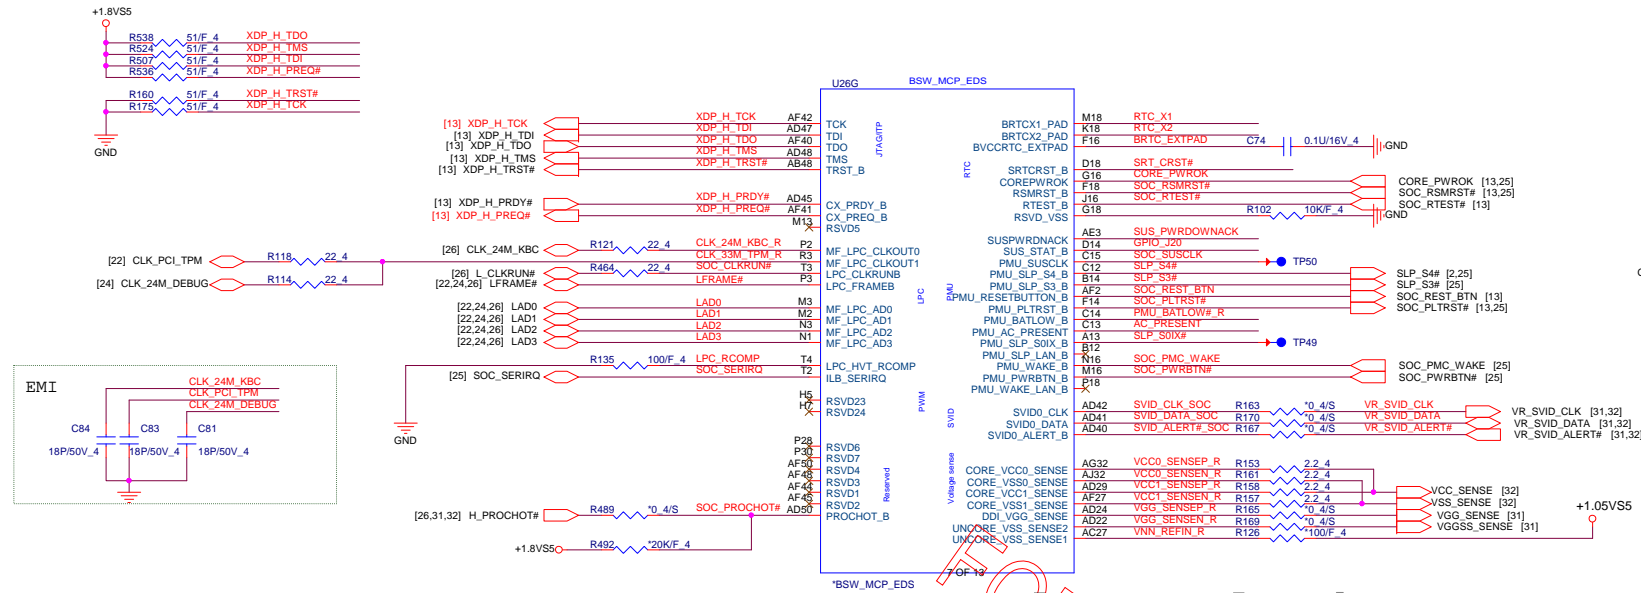 +1.8VS5
R538 51/F_4 XDP_H_TDO
R524 51/F_4 XDP_H_TMS
R507 51/F_4 XDP_H_TDI
R536 51/F_4 XDP_H_PREQ#
R160 51/F_4 XDP_H_TRST#
R175 51/F_4 XDP_H_TCK
GND
U26G BSW_MCP_EDS
[13] XDP_H_TCK XDP_H_TCK AF42 TCK
[13] XDP_H_TDI XDP_H_TDI AD47 TDI
[13] XDP_H_TDO XDP_H_TDO AF40 TDO
[13] XDP_H_TMS XDP_H_TMS AD48 TMS
[13] XDP_H_TRST# XDP_H_TRST# AB48 TRST_B
JTAG/ITP
[13] XDP_H_PRDY# XDP_H_PRDY# AD45 CX_PRDY_B
[13] XDP_H_PREQ# XDP_H_PREQ# AF41 CX_PREQ_B
M13 RSVD5
[26] CLK_24M_KBC R121 22_4 CLK_24M_KBC_R P2 MF_LPC_CLKOUT0
[22] CLK_PCI_TPM R118 22_4 CLK_33M_TPM_R R3 MF_LPC_CLKOUT1
[26] L_CLKRUN# R464 22_4 SOC_CLKRUN# T3 LPC_CLKRUNB
[24] CLK_24M_DEBUG R114 22_4
[22,24,26] LFRAME# LFRAME# P3 LPC_FRAMEB
LPC
[22,24,26] LAD0 LAD0 M3 MF_LPC_AD0
[22,24,26] LAD1 LAD1 M2 MF_LPC_AD1
[22,24,26] LAD2 LAD2 N3 MF_LPC_AD2
[22,24,26] LAD3 LAD3 N1 MF_LPC_AD3
R135 100/F_4 LPC_RCOMP T4 LPC_HVT_RCOMP
[25] SOC_SERIRQ SOC_SERIRQ T2 ILB_SERIRQ
GND
H5 RSVD23
H7 RSVD24
PWM
P28 RSVD6
P30 RSVD7
AF50 RSVD4
AF48 RSVD3
AF44 RSVD1
AF45 RSVD2
Reserved
[26,31,32] H_PROCHOT# R489 *0_4/S SOC_PROCHOT# AD50 PROCHOT_B
+1.8VS5 R492 *20K/F_4
*BSW_MCP_EDS
7 OF 13
EMI
CLK_24M_KBC
CLK_PCI_TPM
CLK_24M_DEBUG
C84 C83 C81
18P/50V_4 18P/50V_4 18P/50V_4
RTC
BRTCX1_PAD M18 RTC_X1
BRTCX2_PAD K18 RTC_X2
BVCCRTC_EXTPAD F16 BRTC_EXTPAD C74 0.1U/16V_4 GND
SRTCRST_B D18 SRT_CRST#
COREPWROK G16 CORE_PWROK CORE_PWROK [13,25]
RSMRST_B F18 SOC_RSMRST# SOC_RSMRST# [13,25]
RTEST_B J16 SOC_RTEST# SOC_RTEST# [13]
RSVD_VSS G18 R102 10K/F_4 GND
PMU
SUSPWRDNACK AE3 SUS_PWRDOWNACK
SUS_STAT_B D14 GPIO_J20
PMU_SUSCLK C15 SOC_SUSCLK TP50
PMU_SLP_S4_B C12 SLP_S4# SLP_S4# [2,25]
PMU_SLP_S3_B B14 SLP_S3# SLP_S3# [25]
PMU_RESETBUTTON_B AF2 SOC_REST_BTN SOC_REST_BTN [13]
PMU_PLTRST_B F14 SOC_PLTRST# SOC_PLTRST# [13,25]
PMU_BATLOW_B C14 PMU_BATLOW#_R
PMU_AC_PRESENT C13 AC_PRESENT
PMU_SLP_S0IX_B A13 SLP_S0IX# TP49
PMU_SLP_LAN_B B12
PMU_WAKE_B N16 SOC_PMC_WAKE SOC_PMC_WAKE [25]
PMU_PWRBTN_B M16 SOC_PWRBTN# SOC_PWRBTN# [25]
PMU_WAKE_LAN_B P18
SVID
SVID0_CLK AD42 SVID_CLK_SOC R163 *0_4/S VR_SVID_CLK VR_SVID_CLK [31,32]
SVID0_DATA AD41 SVID_DATA_SOC R170 *0_4/S VR_SVID_DATA VR_SVID_DATA [31,32]
SVID0_ALERT_B AD40 SVID_ALERT#_SOC R167 *0_4/S VR_SVID_ALERT# VR_SVID_ALERT# [31,32]
Voltage sense
CORE_VCC0_SENSE AG32 VCC0_SENSEP_R R153 2.2_4
CORE_VSS0_SENSE AJ32 VCC0_SENSEN_R R161 2.2_4
CORE_VCC1_SENSE AD29 VCC1_SENSEP_R R158 2.2_4 VCC_SENSE [32]
CORE_VSS1_SENSE AF27 VCC1_SENSEN_R R157 2.2_4 VSS_SENSE [32]
DDI_VGG_SENSE AD24 VGG_SENSEP_R R165 *0_4/S VGG_SENSE [31]
UNCORE_VSS_SENSE2 AD22 VGG_SENSEN_R R169 *0_4/S VGGSS_SENSE [31]
UNCORE_VSS_SENSE1 AC27 VNN_REFIN_R R126 *100/F_4 +1.05VS5